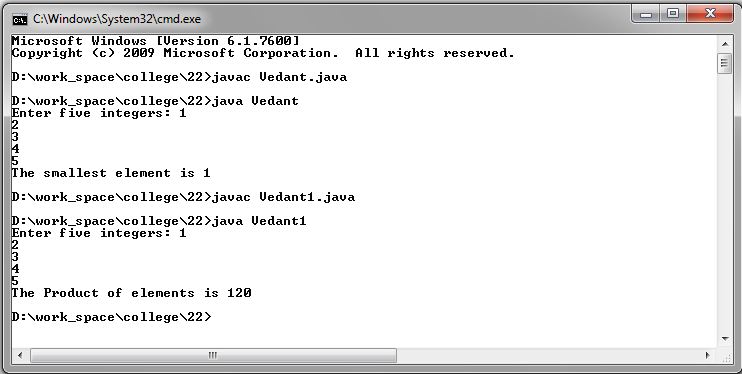 C:\Windows\System32\cmd.exe
Microsoft Windows [Version 6.1.7600]
Copyright (c) 2009 Microsoft Corporation.  All rights reserved.
D:\work_space\college\22>javac Vedant.java
D:\work_space\college\22>java Vedant
Enter five integers: 1
2
3
4
5
The smallest element is 1
D:\work_space\college\22>javac Vedant1.java
D:\work_space\college\22>java Vedant1
Enter five integers: 1
2
3
4
5
The Product of elements is 120
D:\work_space\college\22>